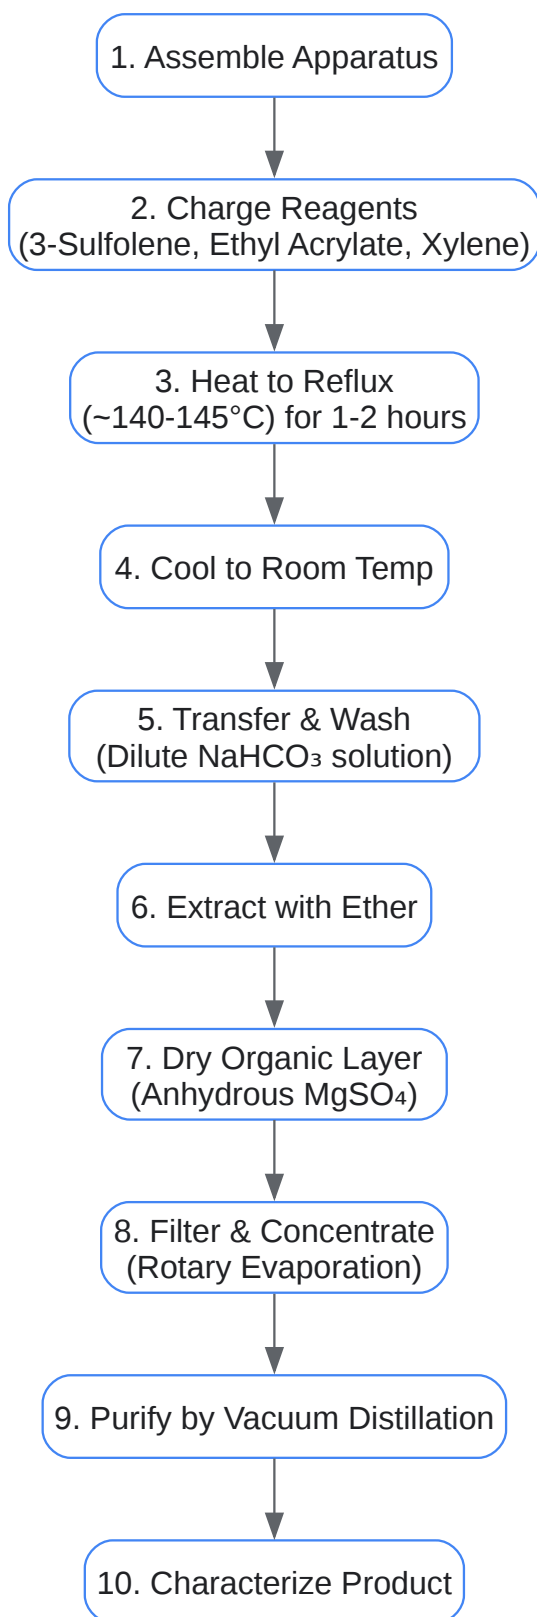 1. Assemble Apparatus
2. Charge Reagents
(3-Sulfolene, Ethyl Acrylate, Xylene)
3. Heat to Reflux
(~140-145°C) for 1-2 hours
4. Cool to Room Temp
5. Transfer & Wash
(Dilute NaHCO₃ solution)
6. Extract with Ether
7. Dry Organic Layer
(Anhydrous MgSO₄)
8. Filter & Concentrate
(Rotary Evaporation)
9. Purify by Vacuum Distillation
10. Characterize Product